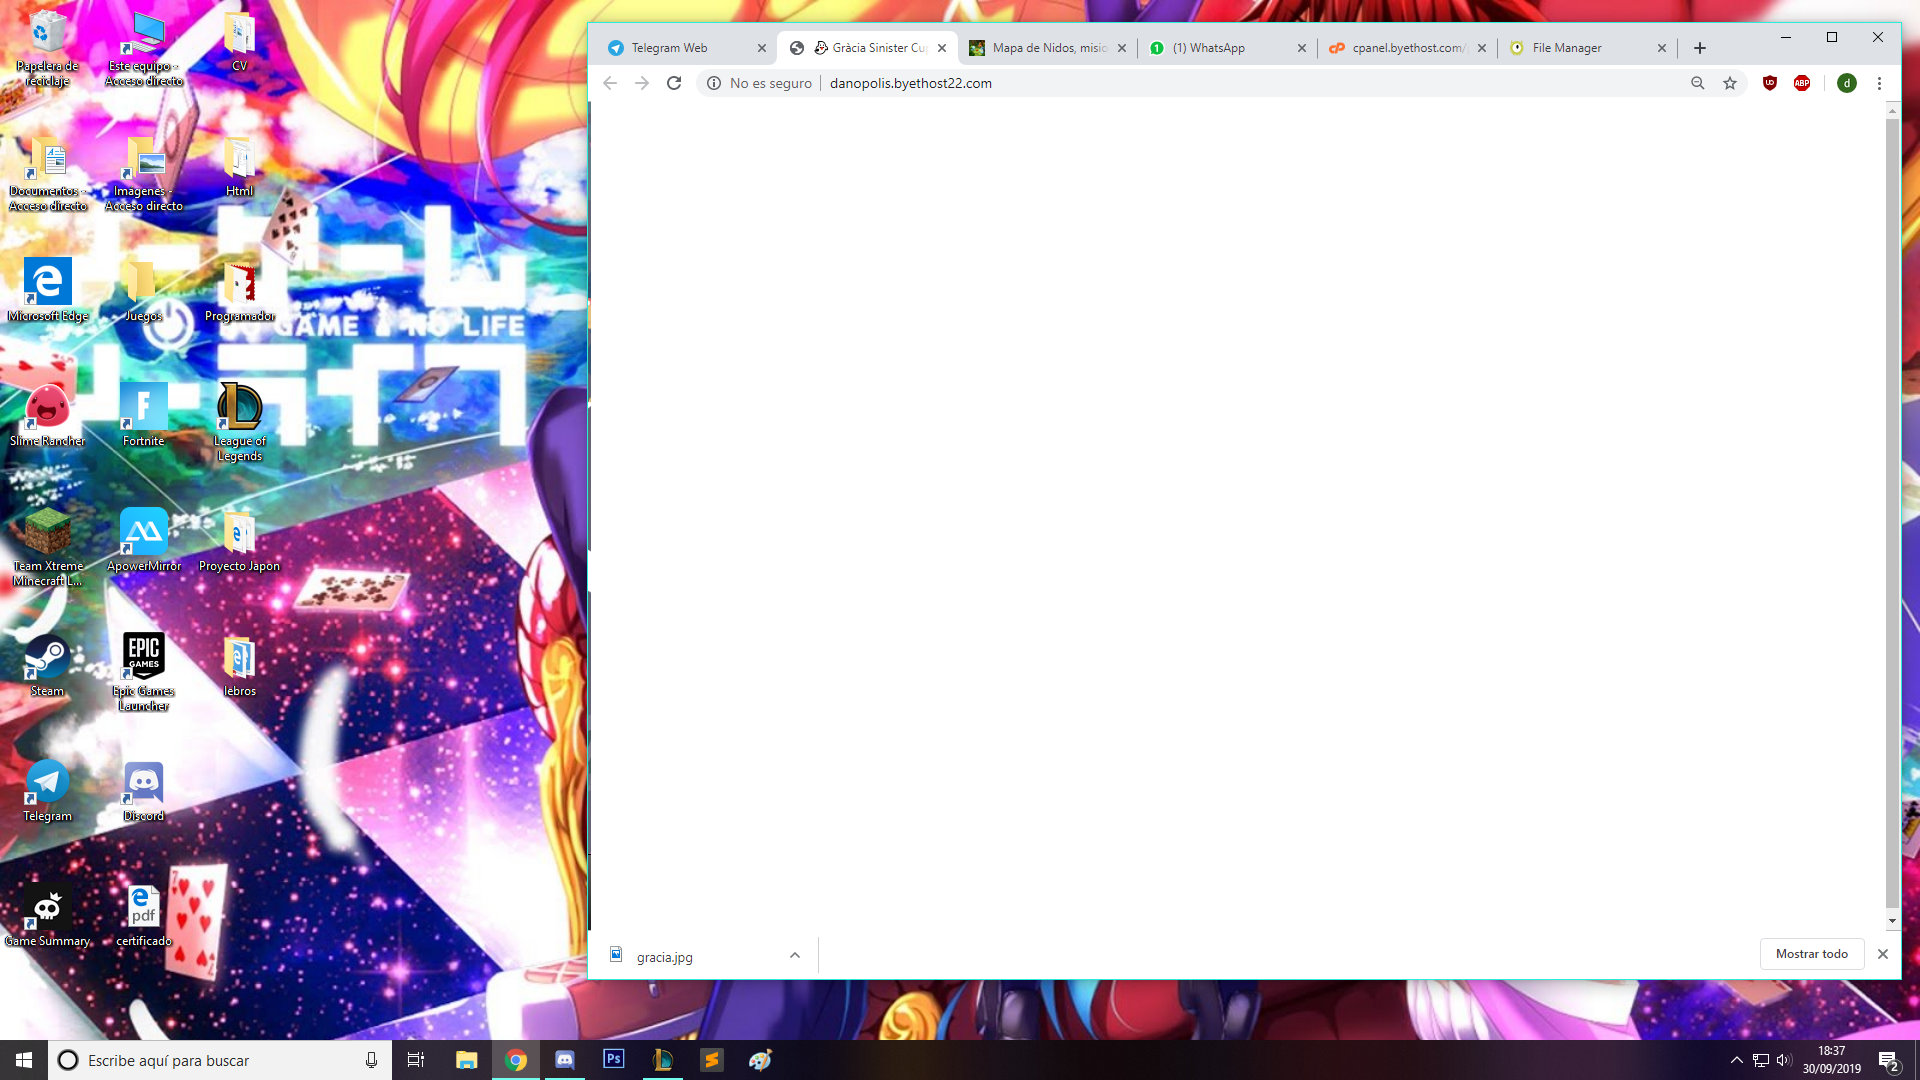 Papelera de
reciclaje
Este equipo -
Acceso directo
CV
Documentos -
Acceso directo
Imágenes -
Acceso directo
Html
Microsoft Edge
Juegos
Programador
GAME NO LIFE
Slime Rancher
Fortnite
League of
Legends
Team Xtreme
Minecraft L...
ApowerMirror
Proyecto Japon
Steam
EPIC
GAMES
Epic Games
Launcher
lebros
Telegram
Discord
Game Summary
pdf
certificado
Telegram Web
Gràcia Sinister Cup
Mapa de Nidos, misio
(1) WhatsApp
cpanel.byethost.com/
File Manager
No es seguro
danopolis.byethost22.com
ABP
d
gracia.jpg
Mostrar todo
Escribe aquí para buscar
Ps
18:37
30/09/2019
2